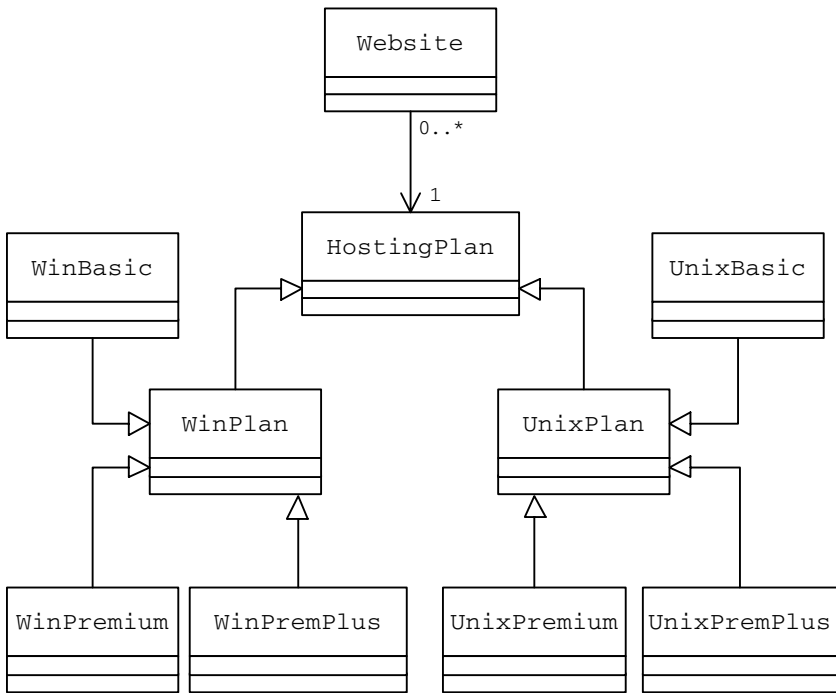 Website
0..*
1
HostingPlan
WinBasic
UnixBasic
WinPlan
UnixPlan
WinPremium
WinPremPlus
UnixPremium
UnixPremPlus